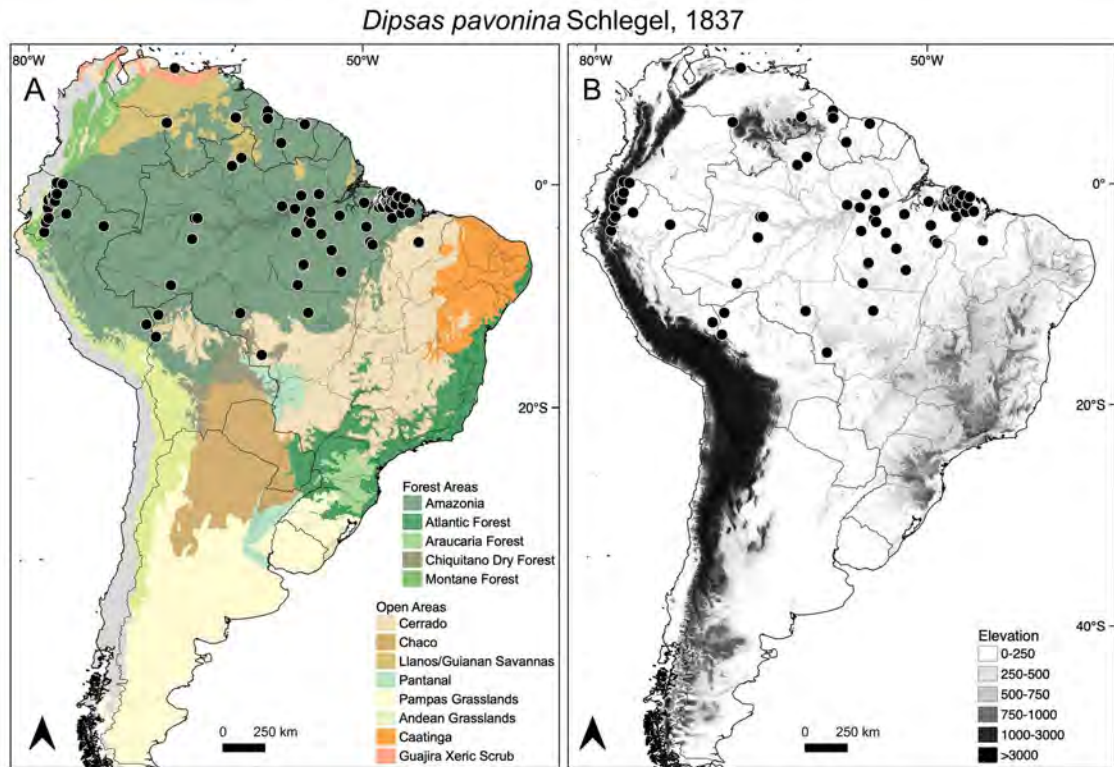 Dipsas pavonina Schlegel, 1837
A
80°W
50°W
0°
20°S
Forest Areas
Amazonia
Atlantic Forest
Araucaria Forest
Chiquitano Dry Forest
Montane Forest
Open Areas
Cerrado
Chaco
Llanos/Guianan Savannas
Pantanal
Pampas Grasslands
Andean Grasslands
Caatinga
Guajira Xeric Scrub
0 250 km
B
80°W
50°W
0°
20°S
40°S
Elevation
0-250
250-500
500-750
750-1000
1000-3000
>3000
0 250 km